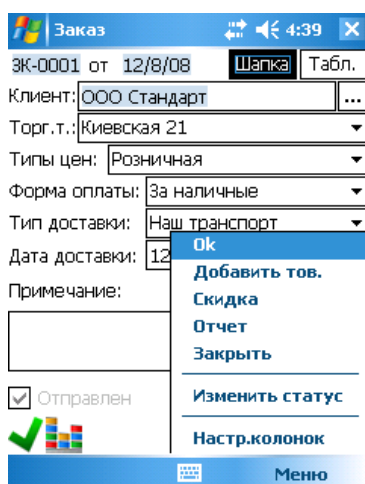 Заказ 4:39
ЗК-0001 от 12/8/08 Шапка Табл.
Клиент: ООО Стандарт ...
Торг.т.: Киевская 21
Типы цен: Розничная
Форма оплаты: За наличные
Тип доставки: Наш транспорт
Дата доставки: 12
Примечание:
Ok
Добавить тов.
Скидка
Отчет
Закрыть
Изменить статус
Настр.колонок
Отправлен
Меню